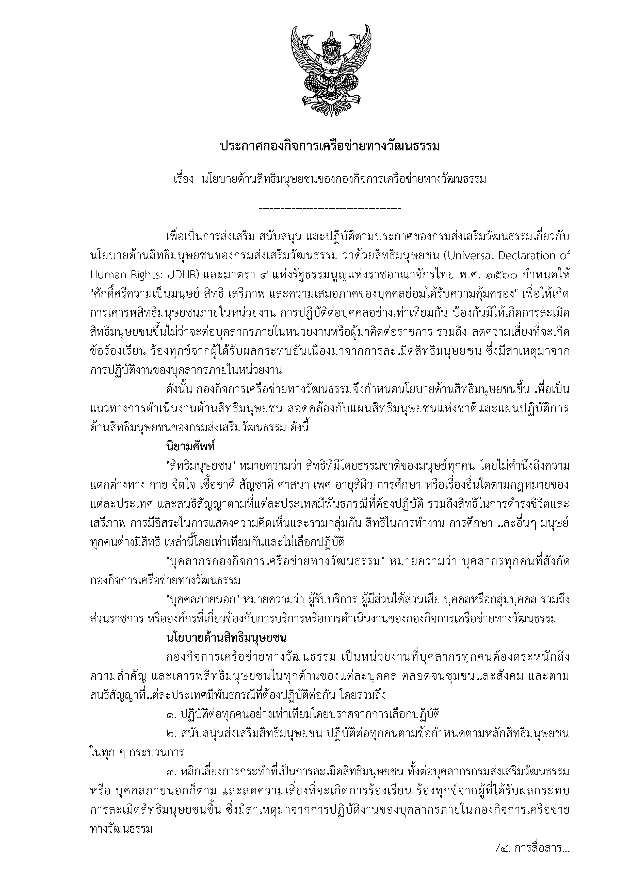 ประกาศกองกิจการเครือข่ายทางวัฒนธรรม
เรื่อง นโยบายด้านสิทธิมนุษยชนของกองกิจการเครือข่ายทางวัฒนธรรม
---------------------------------
เพื่อเป็นการส่งเสริม สนับสนุน และปฏิบัติตามประกาศของกรมส่งเสริมวัฒนธรรมเกี่ยวกับ
นโยบายด้านสิทธิมนุษยชนของกรมส่งเสริมวัฒนธรรม ว่าด้วยสิทธิมนุษยชน (Universal Declaration of
Human Rights: UDHR) และมาตรา ๔ แห่งรัฐธรรมนูญแห่งราชอาณาจักรไทย พ.ศ. ๒๕๖๐ กำหนดให้
"ศักดิ์ศรีความเป็นมนุษย์ สิทธิ เสรีภาพ และความเสมอภาคของบุคคลย่อมได้รับความคุ้มครอง" เพื่อให้เกิด
การเคารพสิทธิมนุษยชนภายในหน่วยงาน การปฏิบัติต่อบุคคลอย่างเท่าเทียมกัน ป้องกันมิให้เกิดการละเมิด
สิทธิมนุษยชนขึ้นไม่ว่าจะต่อบุคลากรภายในหน่วยงานหรือผู้มาติดต่อราชการ รวมถึง ลดความเสี่ยงที่จะเกิด
ข้อร้องเรียน ร้องทุกข์จากผู้ได้รับผลกระทบอันเนื่องมาจากการละเมิดสิทธิมนุษยชน ซึ่งมีสาเหตุมาจาก
การปฏิบัติงานของบุคลากรภายในหน่วยงาน
ดังนั้น กองกิจการเครือข่ายทางวัฒนธรรมจึงกำหนดนโยบายด้านสิทธิมนุษยชนขึ้น เพื่อเป็น
แนวทางการดำเนินงานด้านสิทธิมนุษยชน สอดคล้องกับแผนสิทธิมนุษยชนแห่งชาติและแผนปฏิบัติการ
ด้านสิทธิมนุษยชนของกรมส่งเสริมวัฒนธรรม ดังนี้
นิยามศัพท์
"สิทธิมนุษยชน" หมายความว่า สิทธิที่มีโดยธรรมชาติของมนุษย์ทุกคน โดยไม่คำนึงถึงความ
แตกต่างทาง กาย จิตใจ เชื้อชาติ สัญชาติ ศาสนา เพศ อายุ สีผิว การศึกษา หรือเรื่องอื่นใดตามกฎหมายของ
แต่ละประเทศ และสนธิสัญญาตามที่แต่ละประเทศมีพันธกรณีที่ต้องปฏิบัติ รวมถึงสิทธิในการดำรงชีวิตและ
เสรีภาพ การมีอิสระในการแสดงความคิดเห็นและรวมกลุ่มกัน สิทธิในการทำงาน การศึกษา และอื่นๆ มนุษย์
ทุกคนต่างมีสิทธิ เหล่านี้โดยเท่าเทียมกันและไม่เลือกปฏิบัติ
"บุคลากรกองกิจการเครือข่ายทางวัฒนธรรม" หมายความว่า บุคลากรทุกคนที่สังกัด
กองกิจการเครือข่ายทางวัฒนธรรม
"บุคคลภายนอก" หมายความว่า ผู้รับบริการ ผู้มีส่วนได้ส่วนเสีย บุคคลหรือกลุ่มบุคคล รวมถึง
ส่วนราชการ หรือองค์กรที่เกี่ยวข้องกับการบริการหรือการดำเนินงานของกองกิจการเครือข่ายทางวัฒนธรรม
นโยบายด้านสิทธิมนุษยชน
กองกิจการเครือข่ายทางวัฒนธรรม เป็นหน่วยงานที่บุคลากรทุกคนต้องตระหนักถึง
ความสำคัญ และเคารพสิทธิมนุษยชนในทุกด้านของแต่ละบุคคล ตลอดจนชุมชนและสังคม และตาม
สนธิสัญญาที่แต่ละประเทศมีพันธกรณีที่ต้องปฏิบัติต่อกัน โดยรวมถึง
๑. ปฏิบัติต่อทุกคนอย่างเท่าเทียมโดยปราศจากการเลือกปฏิบัติ
๒. สนับสนุนส่งเสริมสิทธิมนุษยชน ปฏิบัติต่อทุกคนตามข้อกำหนดตามหลักสิทธิมนุษยชน
ในทุก ๆ กระบวนการ
๓. หลีกเลี่ยงการกระทำที่เป็นการละเมิดสิทธิมนุษยชน ทั้งต่อบุคลากรกรมส่งเสริมวัฒนธรรม
หรือ บุคคลภายนอกก็ตาม และลดความเสี่ยงที่จะเกิดการร้องเรียน ร้องทุกข์จากผู้ที่ได้รับผลกระทบ
การละเมิดสิทธิมนุษยชนขึ้น ซึ่งมีสาเหตุมาจากการปฏิบัติงานของบุคลากรภายในกองกิจการเครือข่าย
ทางวัฒนธรรม
/๔. การสื่อสาร...